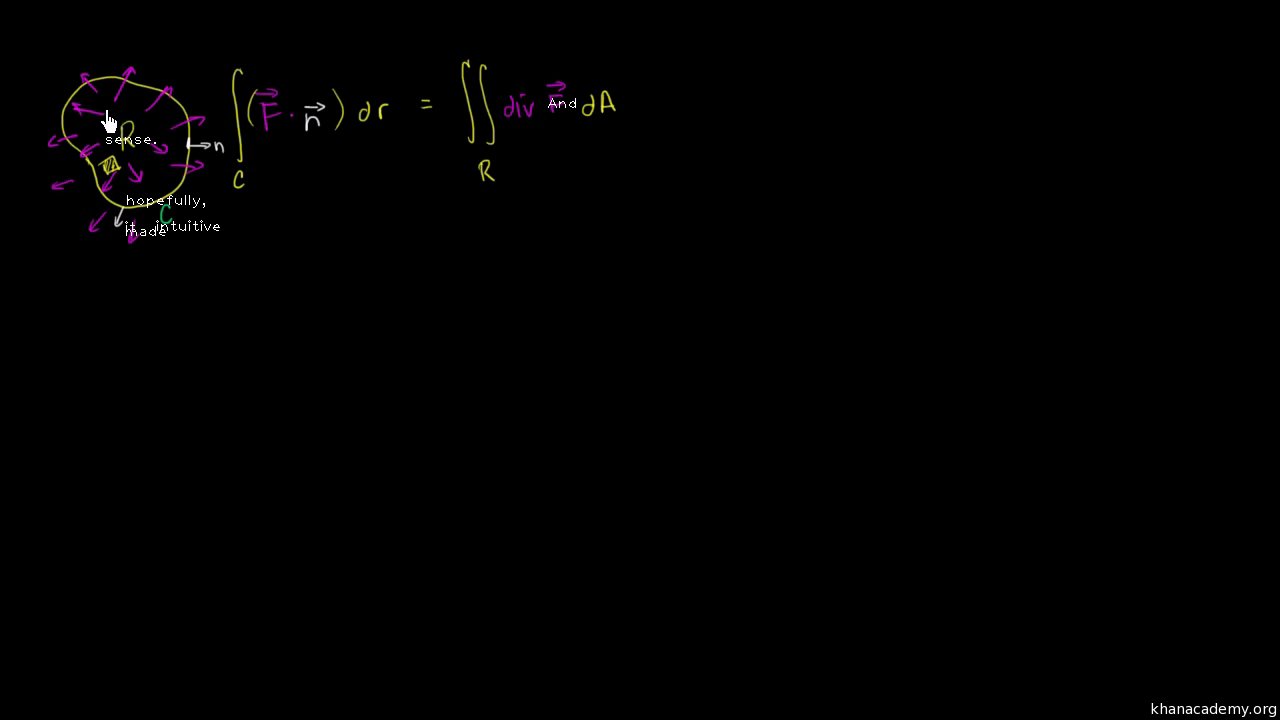 ∫ (F⃗ · n⃗) dr = ∬ div F⃗ dA
C R
And
R
sense.
n
hopefully,
C
it intuitive
made
khanacademy.org